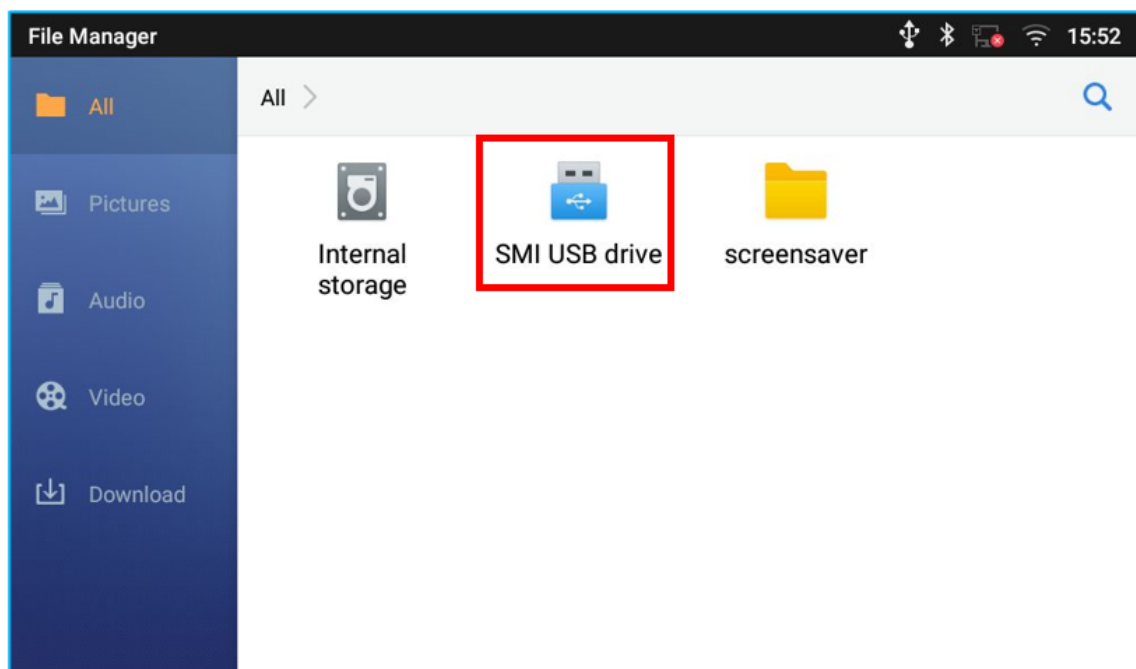 File Manager
15:52
All
All
Pictures
Internal
storage
SMI USB drive
screensaver
Audio
Video
Download